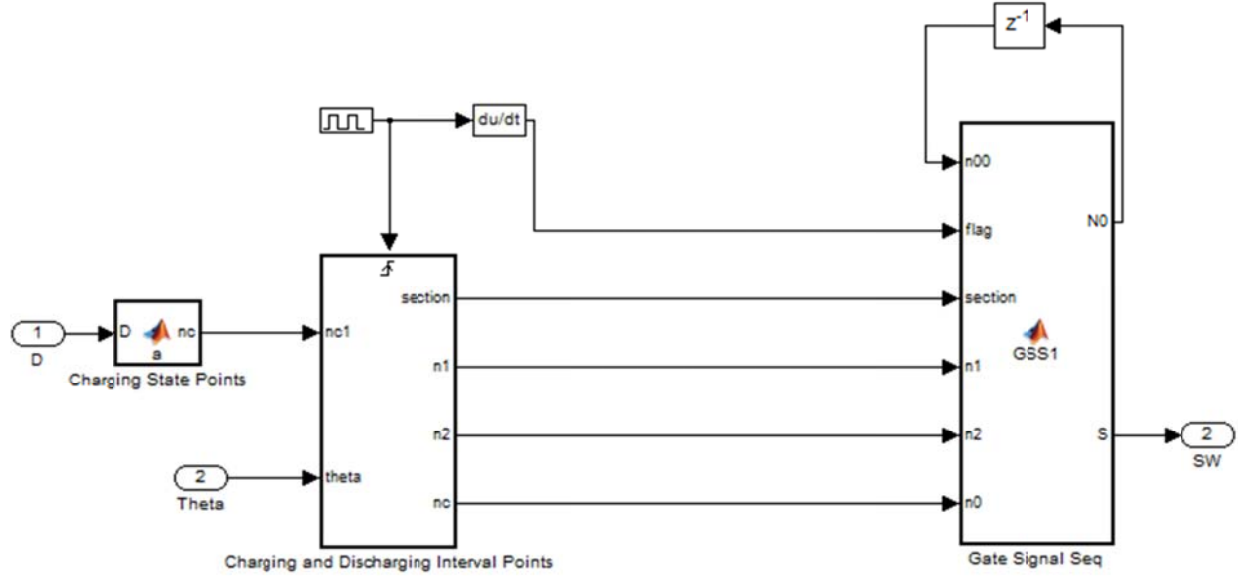 z-1
du/dt
n00
flag
N0
section
section
D
nc
a
nc1
GSS1
1
D
Charging State Points
n1
n1
n2
n2
S
2
SW
2
Theta
theta
nc
n0
Charging and Discharging Interval Points
Gate Signal Seq